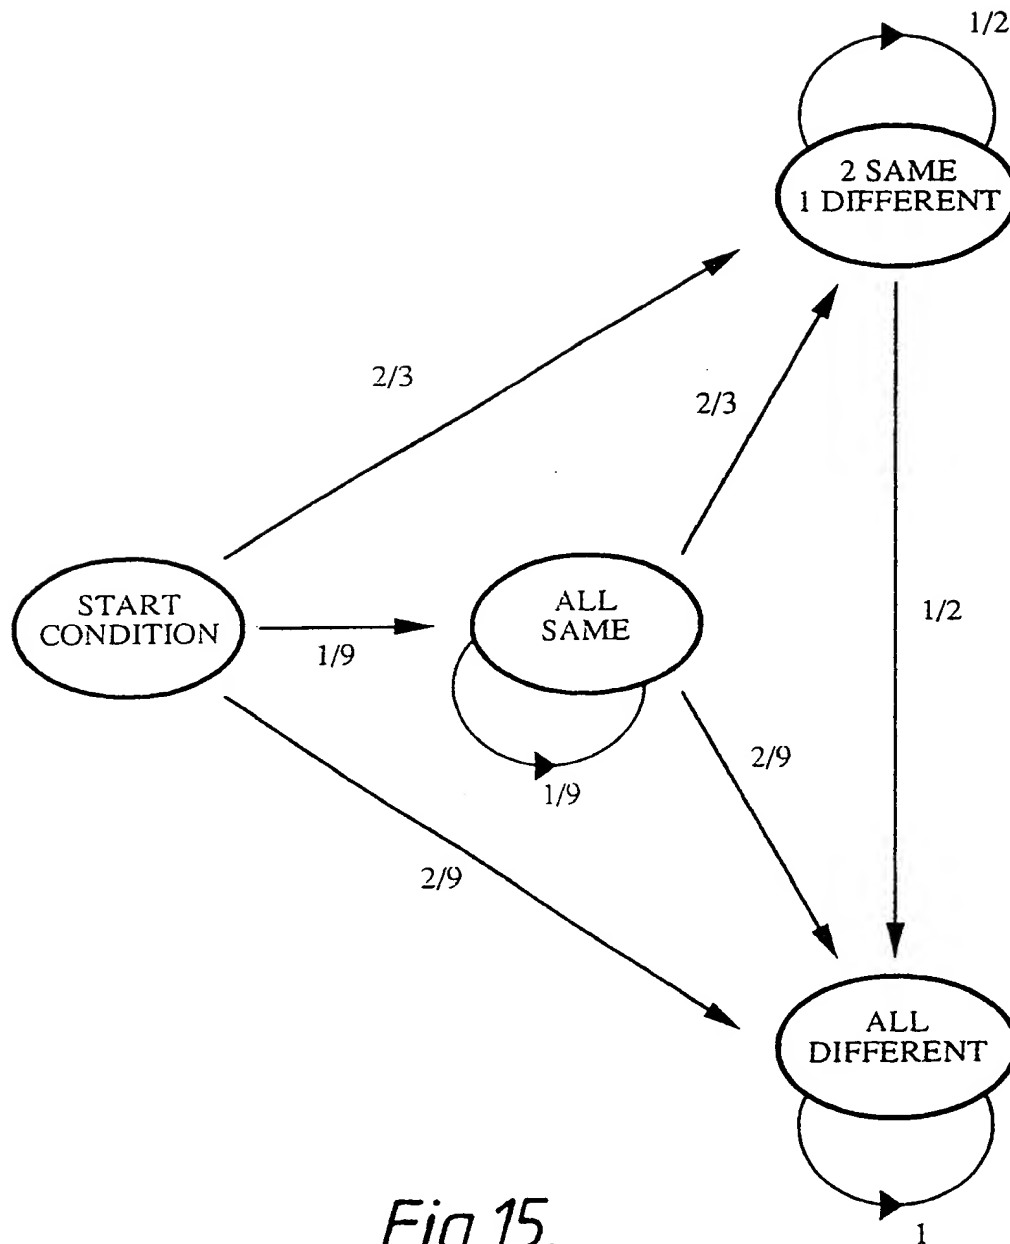 1/2
2 SAME
1 DIFFERENT
2/3
2/3
START
CONDITION
1/9
ALL
SAME
1/9
1/2
2/9
2/9
ALL
DIFFERENT
1
Fig 15.